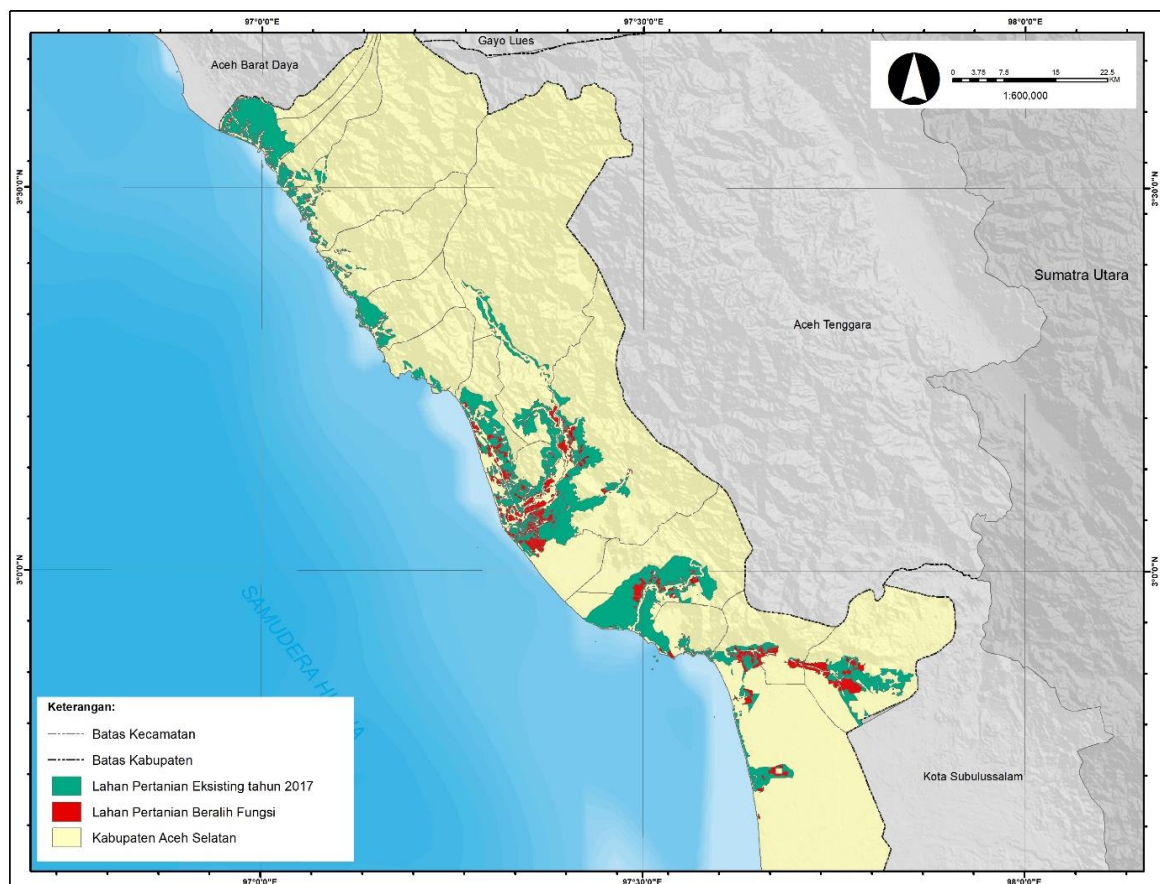 97°0'0"E
97°30'0"E
98°0'0"E
Gayo Lues
Aceh Barat Daya
0 3.75 7.5 15 22.5
KM
1:600,000
3°30'0"N
3°30'0"N
Sumatra Utara
Aceh Tenggara
3°0'0"N
3°0'0"N
SAMUDERA
Keterangan:
Batas Kecamatan
Batas Kabupaten
Lahan Pertanian Eksisting tahun 2017
Lahan Pertanian Beralih Fungsi
Kabupaten Aceh Selatan
Kota Subulussalam
97°0'0"E
97°30'0"E
98°0'0"E